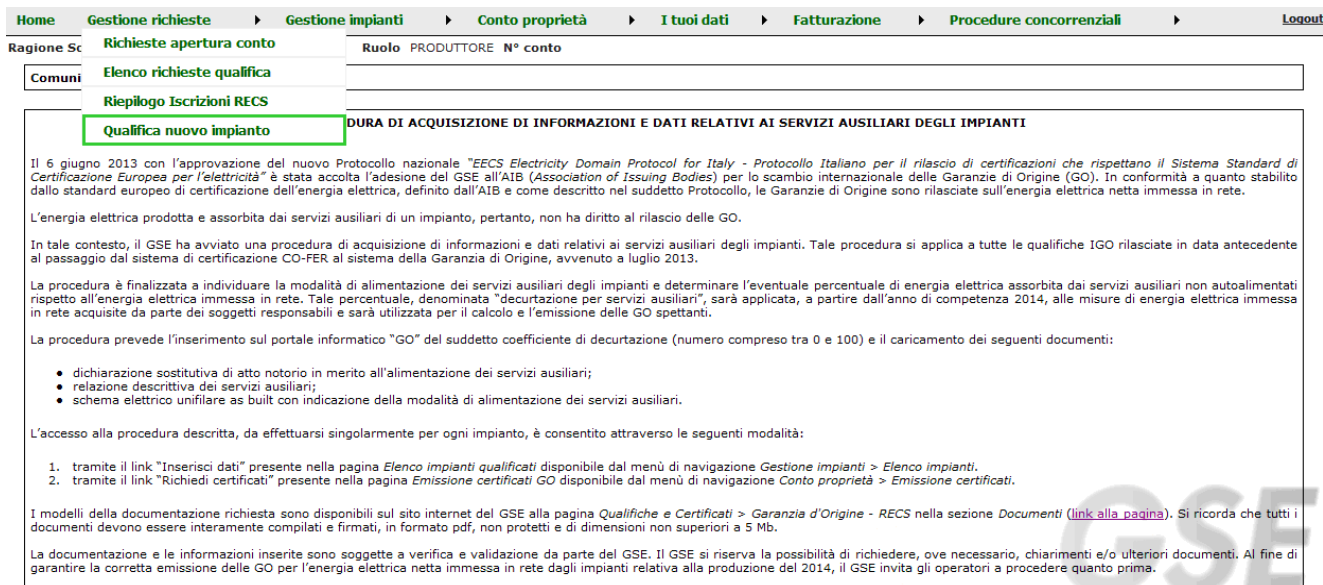 Home Gestione richieste Gestione impianti Conto proprietà I tuoi dati Fatturazione Procedure concorrenziali Logout
Ragione So Richieste apertura conto Ruolo PRODUTTORE N° conto
Comuni Elenco richieste qualifica
Riepilogo Iscrizioni RECS
Qualifica nuovo impianto DURA DI ACQUISIZIONE DI INFORMAZIONI E DATI RELATIVI AI SERVIZI AUSILIARI DEGLI IMPIANTI
Il 6 giugno 2013 con l'approvazione del nuovo Protocollo nazionale "EECS Electricity Domain Protocol for Italy - Protocollo Italiano per il rilascio di certificazioni che rispettano il Sistema Standard di
Certificazione Europea per l'elettricità" è stata accolta l'adesione del GSE all'AIB (Association of Issuing Bodies) per lo scambio internazionale delle Garanzie di Origine (GO). In conformità a quanto stabilito
dallo standard europeo di certificazione dell'energia elettrica, definito dall'AIB e come descritto nel suddetto Protocollo, le Garanzie di Origine sono rilasciate sull'energia elettrica netta immessa in rete.
L'energia elettrica prodotta e assorbita dai servizi ausiliari di un impianto, pertanto, non ha diritto al rilascio delle GO.
In tale contesto, il GSE ha avviato una procedura di acquisizione di informazioni e dati relativi ai servizi ausiliari degli impianti. Tale procedura si applica a tutte le qualifiche IGO rilasciate in data antecedente
al passaggio dal sistema di certificazione CO-FER al sistema della Garanzia di Origine, avvenuto a luglio 2013.
La procedura è finalizzata a individuare la modalità di alimentazione dei servizi ausiliari degli impianti e determinare l'eventuale percentuale di energia elettrica assorbita dai servizi ausiliari non autoalimentati
rispetto all'energia elettrica immessa in rete. Tale percentuale, denominata "decurtazione per servizi ausiliari", sarà applicata, a partire dall'anno di competenza 2014, alle misure di energia elettrica immessa
in rete acquisite da parte dei soggetti responsabili e sarà utilizzata per il calcolo e l'emissione delle GO spettanti.
La procedura prevede l'inserimento sul portale informatico "GO" del suddetto coefficiente di decurtazione (numero compreso tra 0 e 100) e il caricamento dei seguenti documenti:
• dichiarazione sostitutiva di atto notorio in merito all'alimentazione dei servizi ausiliari;
• relazione descrittiva dei servizi ausiliari;
• schema elettrico unifilare as built con indicazione della modalità di alimentazione dei servizi ausiliari.
L'accesso alla procedura descritta, da effettuarsi singolarmente per ogni impianto, è consentito attraverso le seguenti modalità:
1. tramite il link "Inserisci dati" presente nella pagina Elenco impianti qualificati disponibile dal menù di navigazione Gestione impianti > Elenco impianti.
2. tramite il link "Richiedi certificati" presente nella pagina Emissione certificati GO disponibile dal menù di navigazione Conto proprietà > Emissione certificati.
I modelli della documentazione richiesta sono disponibili sul sito internet del GSE alla pagina Qualifiche e Certificati > Garanzia d'Origine - RECS nella sezione Documenti (link alla pagina). Si ricorda che tutti i
documenti devono essere interamente compilati e firmati, in formato pdf, non protetti e di dimensioni non superiori a 5 Mb.
La documentazione e le informazioni inserite sono soggette a verifica e validazione da parte del GSE. Il GSE si riserva la possibilità di richiedere, ove necessario, chiarimenti e/o ulteriori documenti. Al fine di
garantire la corretta emissione delle GO per l'energia elettrica netta immessa in rete dagli impianti relativa alla produzione del 2014, il GSE invita gli operatori a procedere quanto prima.
GSE